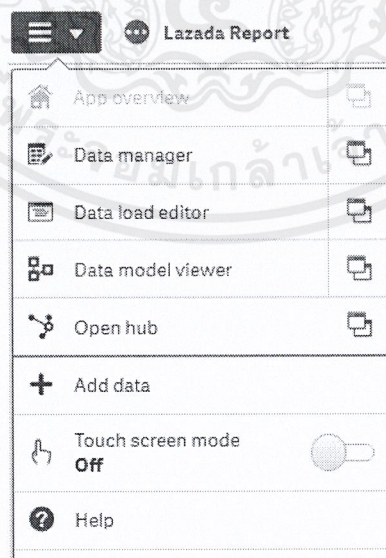 Lazada Report
App overview
Data manager
Data load editor
Data model viewer
Open hub
Add data
Touch screen mode
Off
Help